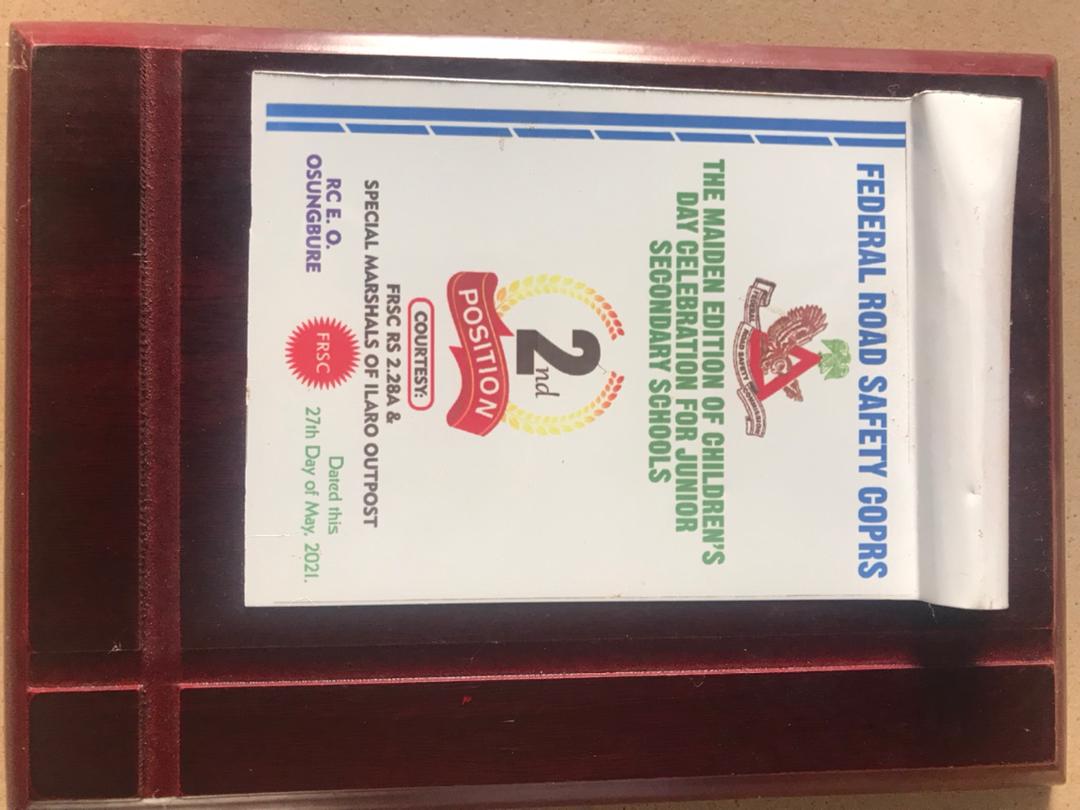 FEDERAL ROAD SAFETY COPRS
FEDERAL ROAD SAFETY COMMISSION
THE MAIDEN EDITION OF CHILDREN'S
DAY CELEBRATION FOR JUNIOR
SECONDARY SCHOOLS
2nd
POSITION
COURTESY:
FRSC RS 2.28A &
SPECIAL MARSHALS OF ILARO OUTPOST
RC E. O.
OSUNGBURE
FRSC
Dated this
27th Day of May, 2021.